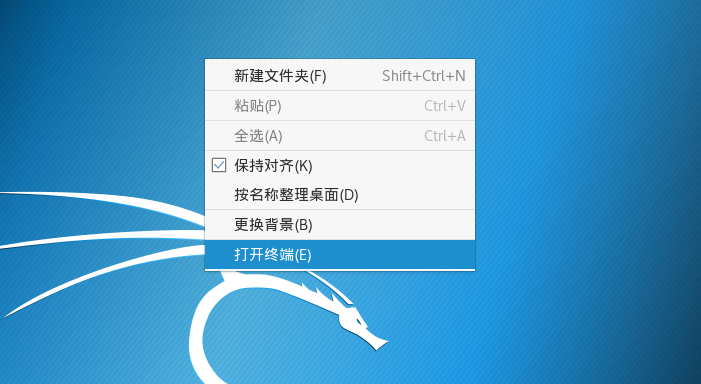 新建文件夹(F) Shift+Ctrl+N
粘贴(P) Ctrl+V
全选(A) Ctrl+A
保持对齐(K)
按名称整理桌面(D)
更换背景(B)
打开终端(E)